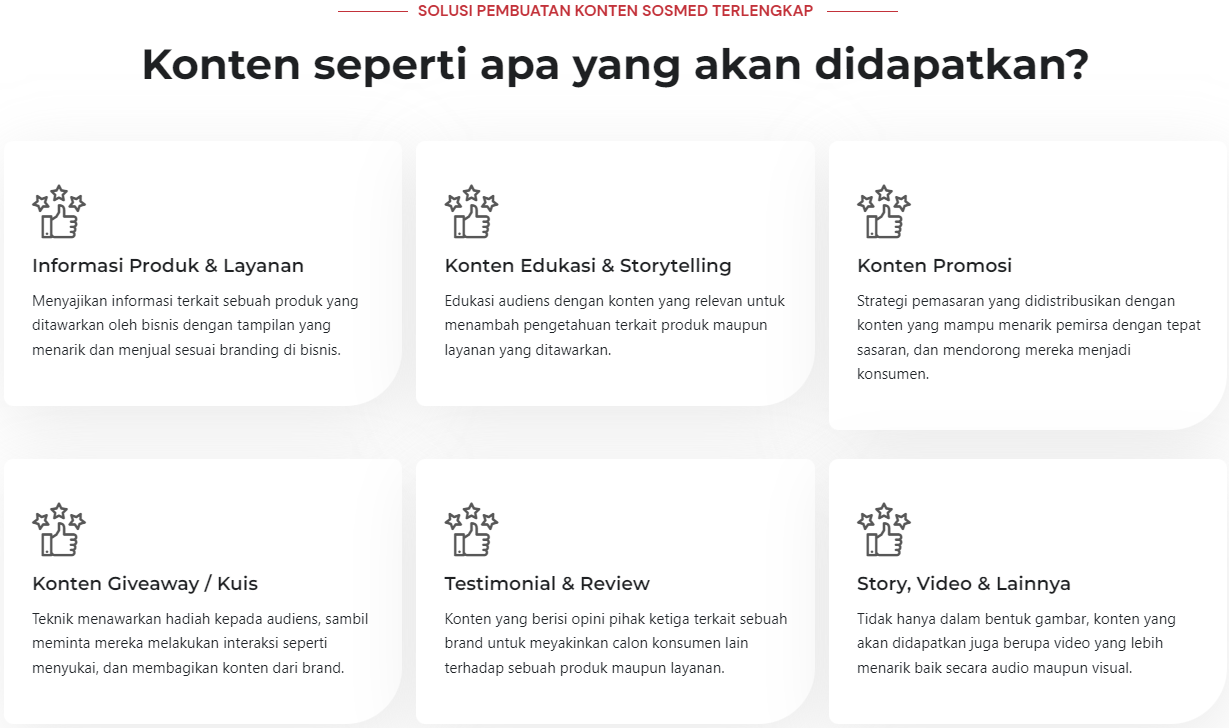 SOLUSI PEMBUATAN KONTEN SOSMED TERLENGKAP
Konten seperti apa yang akan didapatkan?
Informasi Produk & Layanan
Menyajikan informasi terkait sebuah produk yang
ditawarkan oleh bisnis dengan tampilan yang
menarik dan menjual sesuai branding di bisnis.
Konten Edukasi & Storytelling
Edukasi audiens dengan konten yang relevan untuk
menambah pengetahuan terkait produk maupun
layanan yang ditawarkan.
Konten Promosi
Strategi pemasaran yang didistribusikan dengan
konten yang mampu menarik pemirsa dengan tepat
sasaran, dan mendorong mereka menjadi
konsumen.
Konten Giveaway / Kuis
Teknik menawarkan hadiah kepada audiens, sambil
meminta mereka melakukan interaksi seperti
menyukai, dan membagikan konten dari brand.
Testimonial & Review
Konten yang berisi opini pihak ketiga terkait sebuah
brand untuk meyakinkan calon konsumen lain
terhadap sebuah produk maupun layanan.
Story, Video & Lainnya
Tidak hanya dalam bentuk gambar, konten yang
akan didapatkan juga berupa video yang lebih
menarik baik secara audio maupun visual.